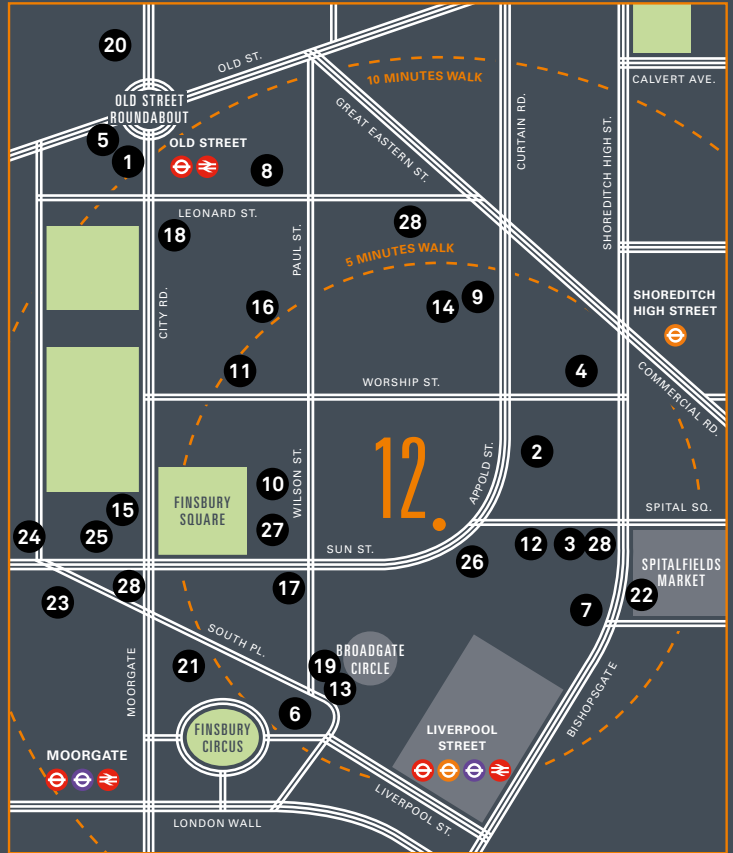 20
OLD ST.
10 MINUTES WALK
CALVERT AVE.
OLD STREET
ROUNDABOUT
GREAT EASTERN ST.
CURTAIN RD.
SHOREDITCH HIGH ST.
5
1
OLD STREET
8
LEONARD ST.
28
18
PAUL ST.
5 MINUTES WALK
CITY RD.
16
14
9
SHOREDITCH
HIGH STREET
11
WORSHIP ST.
4
COMMERCIAL RD.
12.
2
APPOLD ST.
10
WILSON ST.
FINSBURY
SQUARE
15
SPITAL SQ.
24
25
27
SUN ST.
12
3
28
26
SPITALFIELDS
MARKET
28
17
23
22
7
SOUTH PL.
MOORGATE
21
19
BROADGATE
CIRCLE
13
BISHOPSGATE
6
FINSBURY
CIRCUS
LIVERPOOL
STREET
MOORGATE
LIVERPOOL ST.
LONDON WALL